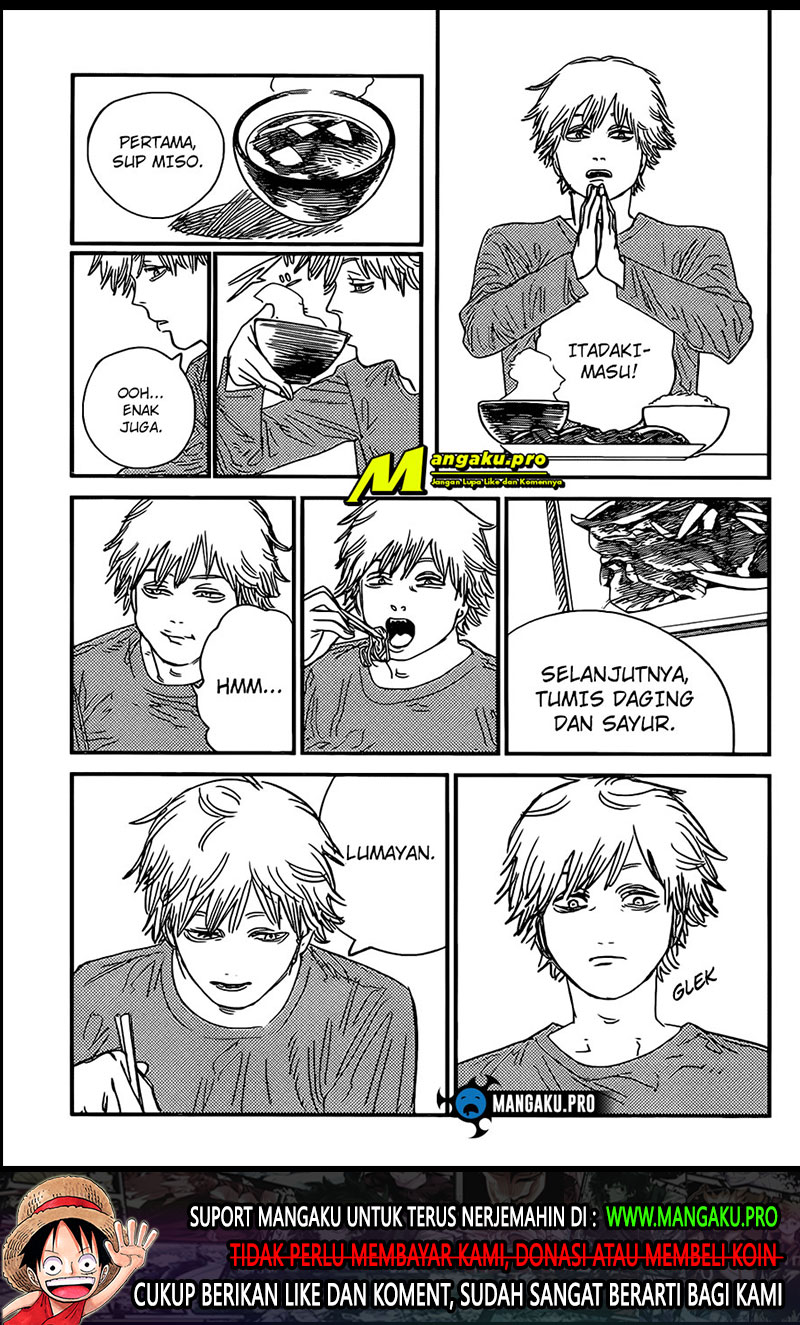 ITADAKI-
MASU!
PERTAMA,
SUP MISO.
OOH...
ENAK
JUGA.
Mangaku.pro
Jangan Lupa Like dan Komennya
SELANJUTNYA,
TUMIS DAGING
DAN SAYUR.
HMM...
GLEK
LUMAYAN.
MANGAKU.PRO
SUPORT MANGAKU UNTUK TERUS NERJEMAHIN DI : WWW.MANGAKU.PRO
TIDAK PERLU MEMBAYAR KAMI, DONASI ATAU MEMBELI KOIN
CUKUP BERIKAN LIKE DAN KOMENT, SUDAH SANGAT BERARTI BAGI KAMI